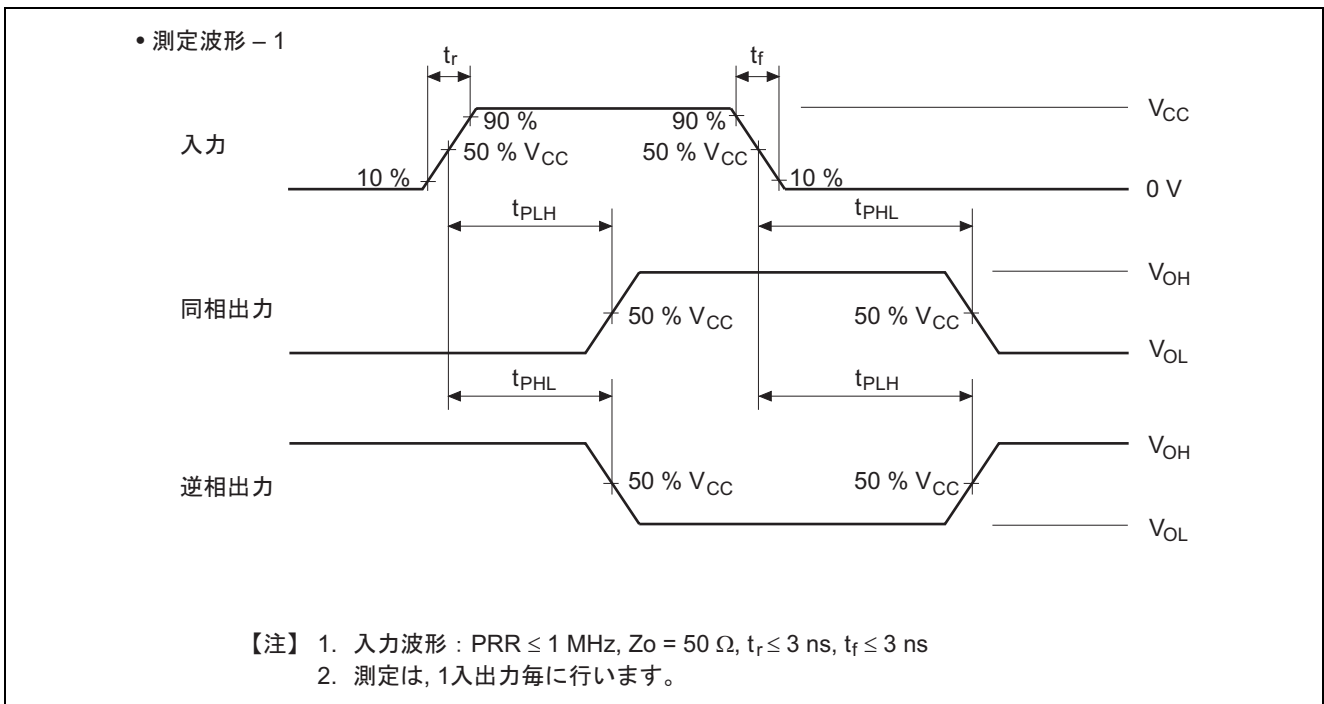 • 測定波形 – 1
tr
tf
VCC
90 %
90 %
入力
50 % VCC
50 % VCC
10 %
10 %
0 V
tPLH
tPHL
VOH
同相出力
50 % VCC
50 % VCC
VOL
tPHL
tPLH
VOH
逆相出力
50 % VCC
50 % VCC
VOL
【注】 1. 入力波形：PRR ≤ 1 MHz, Zo = 50 Ω, tr ≤ 3 ns, tf ≤ 3 ns
2. 測定は, 1入出力毎に行います。